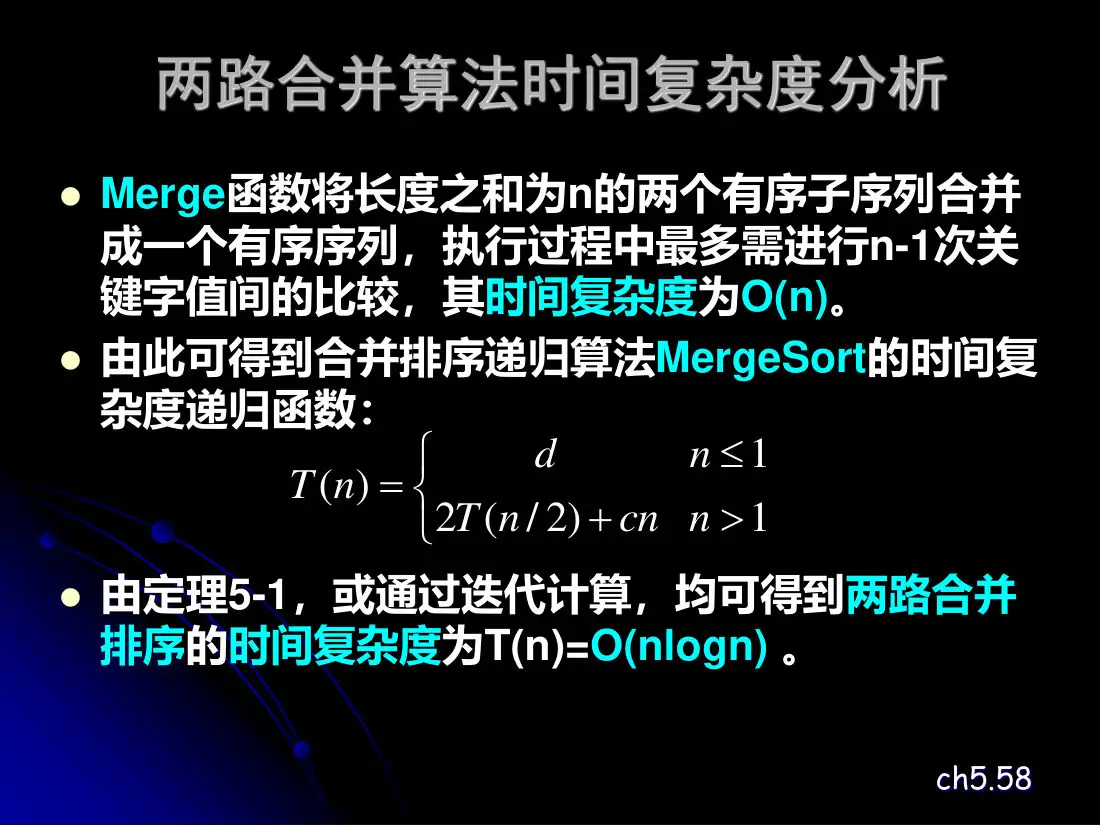 两路合并算法时间复杂度分析
Merge函数将长度之和为n的两个有序子序列合并
成一个有序序列，执行过程中最多需进行n-1次关
键字值间的比较，其时间复杂度为O(n)。
由此可得到合并排序递归算法MergeSort的时间复
杂度递归函数：
d n ≤ 1
T(n) =
2T(n/2) + cn n > 1
由定理5-1，或通过迭代计算，均可得到两路合并
排序的时间复杂度为T(n)=O(nlogn) 。
ch5.58